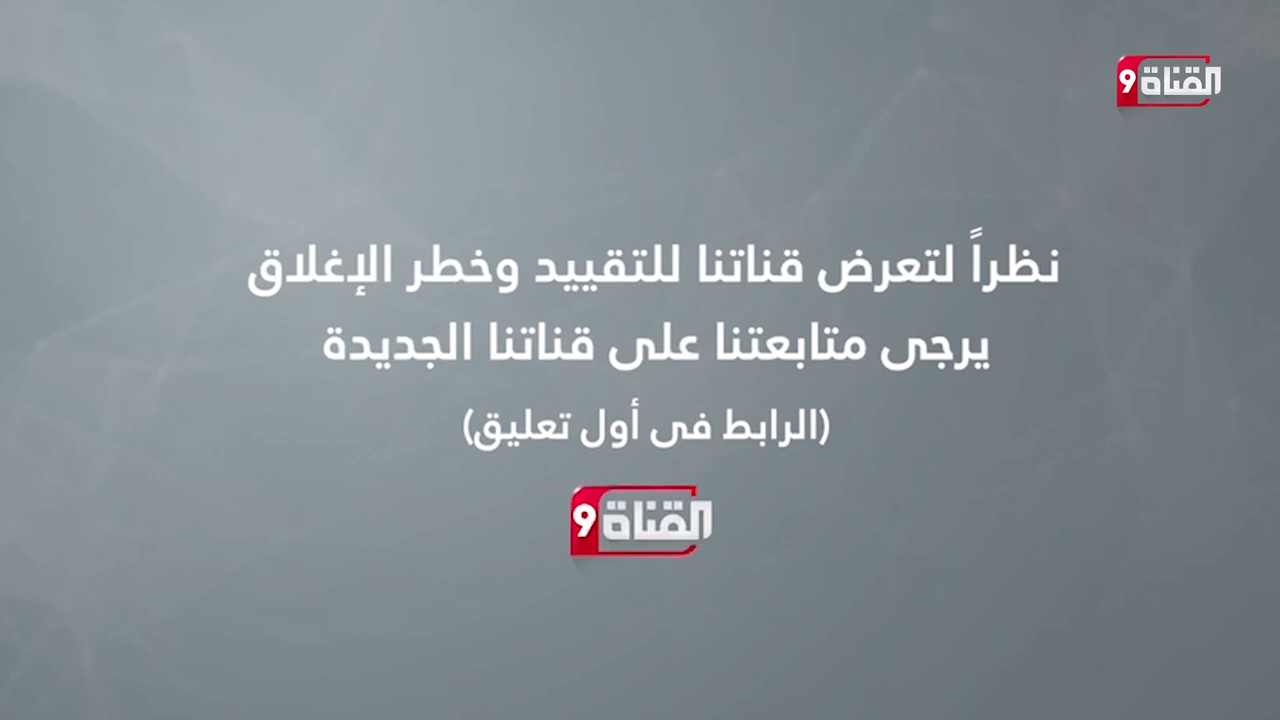 القناة 9
نظراً لتعرض قناتنا للتقييد وخطر الإغلاق
يرجى متابعتنا على قناتنا الجديدة
(الرابط فى أول تعليق)
القناة 9